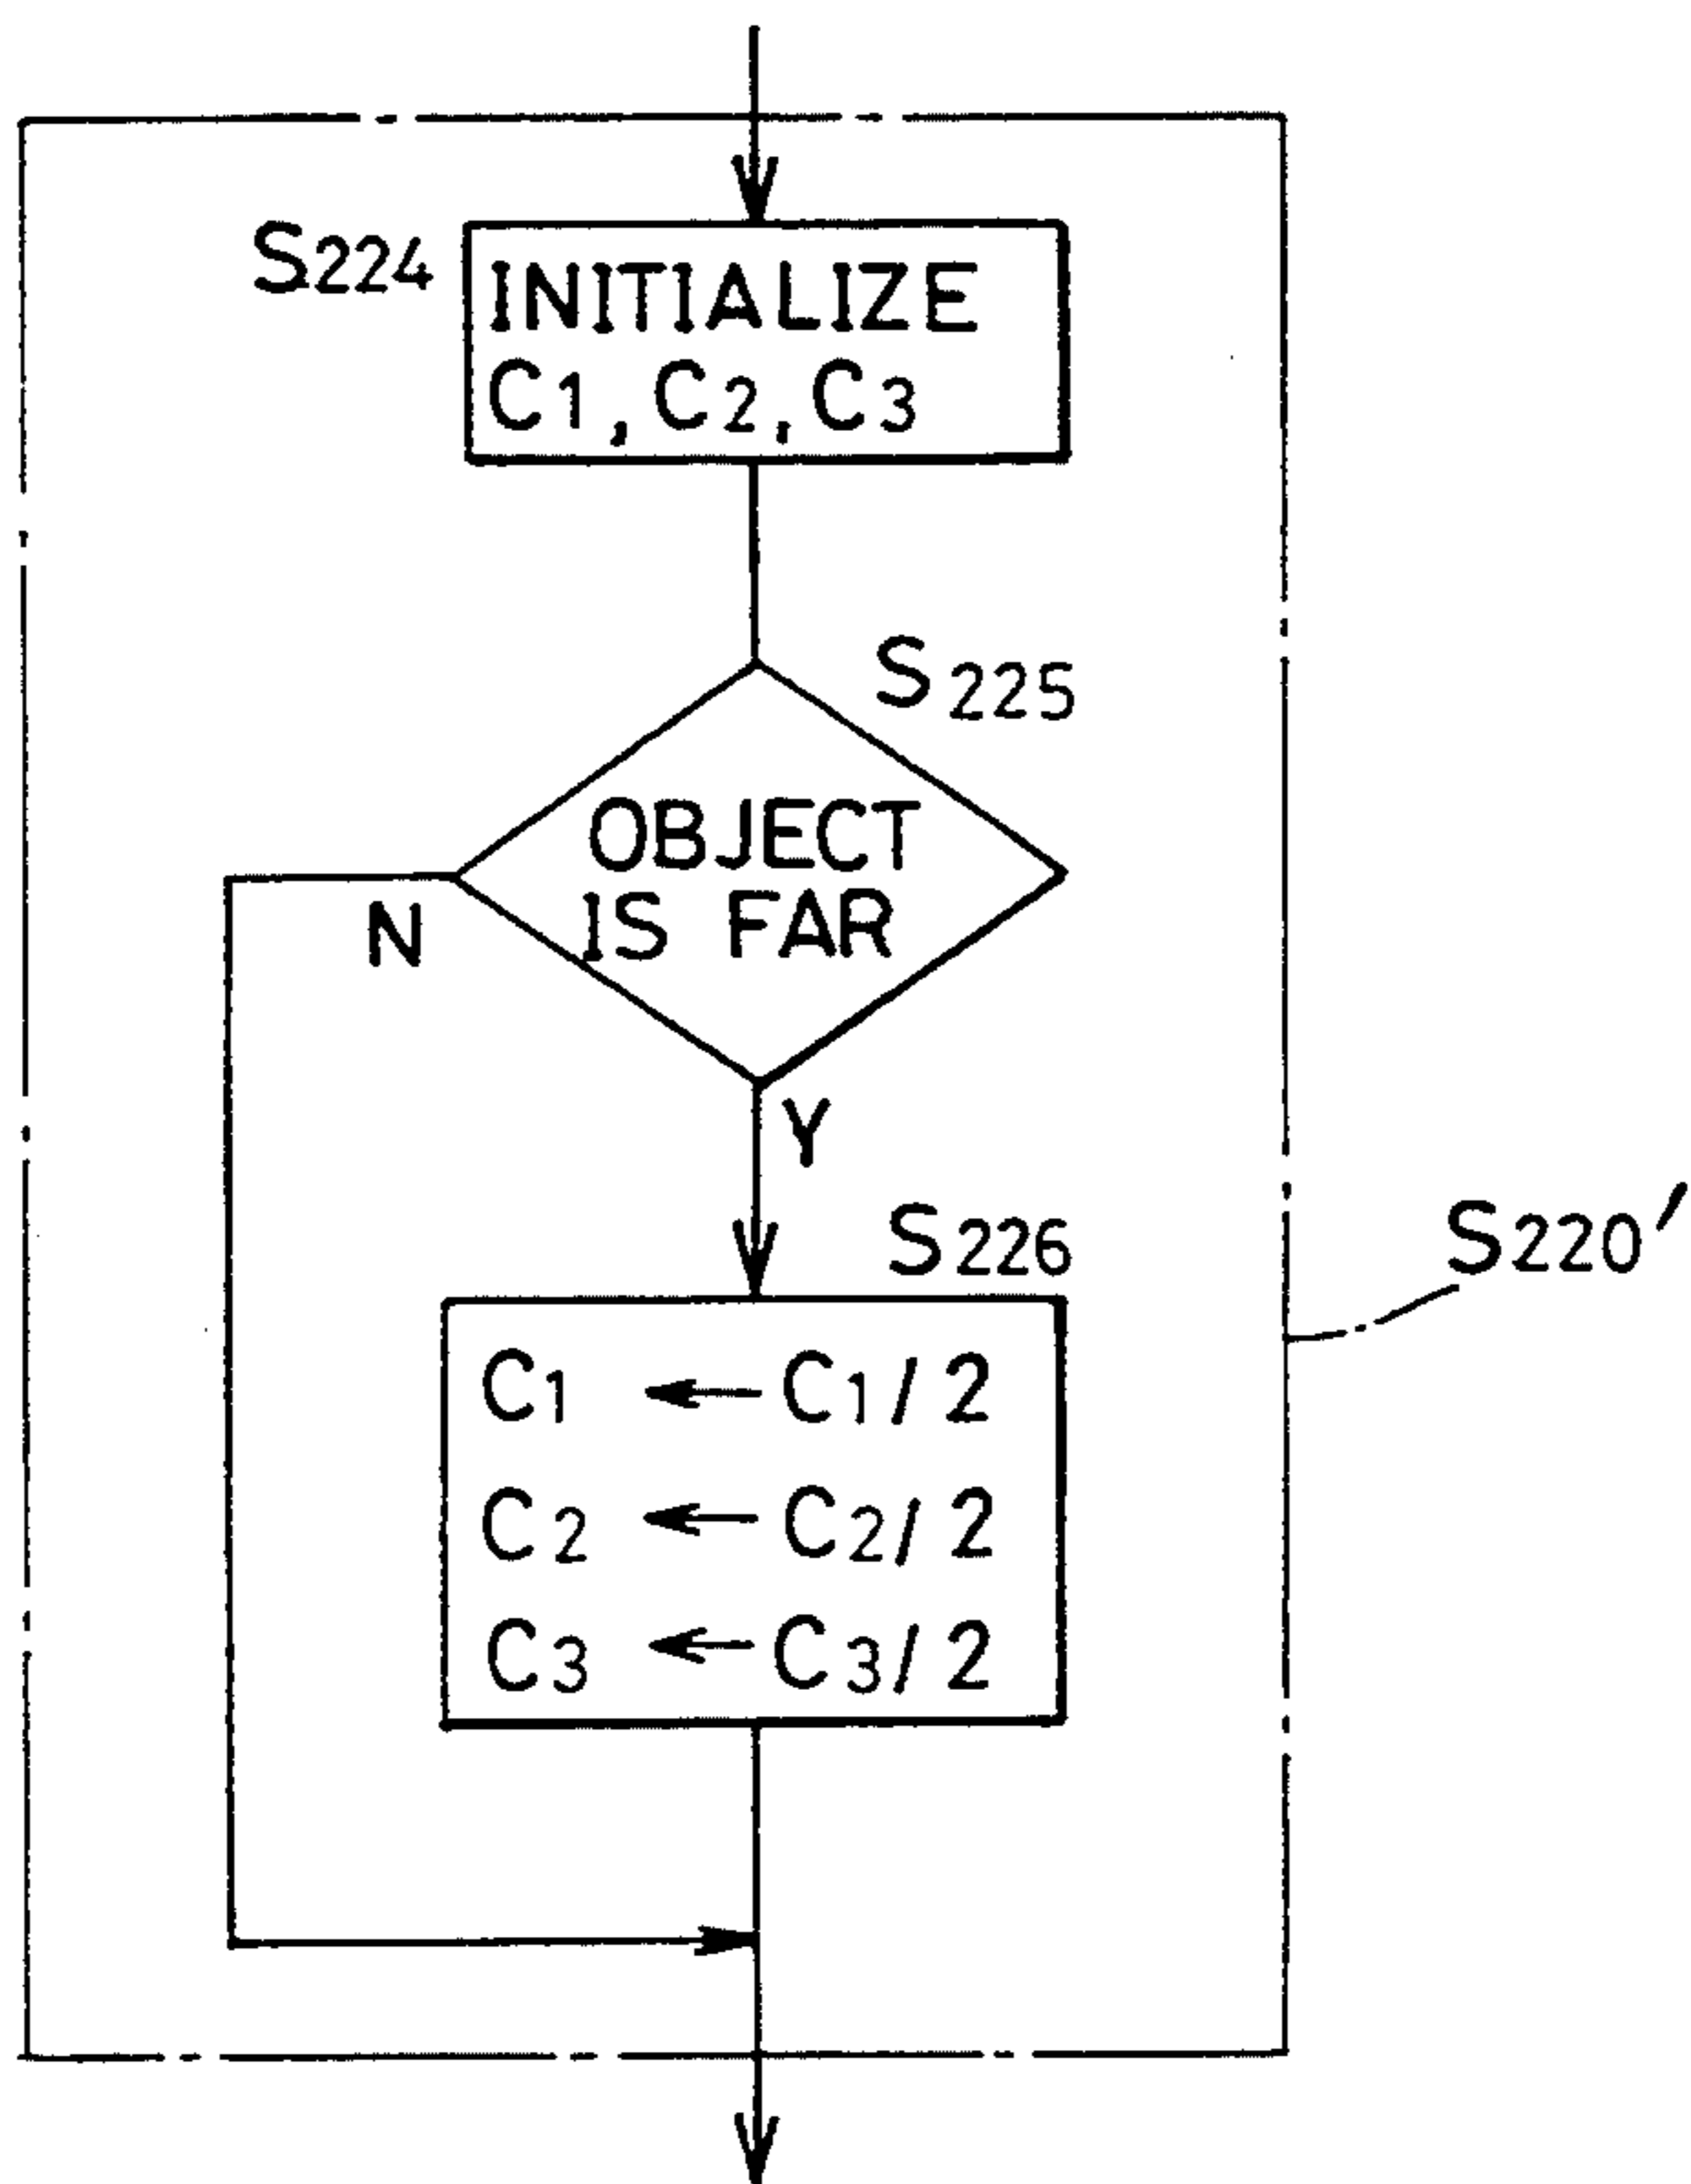 S224
INITIALIZE
C1, C2, C3
S225
OBJECT
IS FAR
N
Y
S226
S220'
C1 ← C1/2
C2 ← C2/2
C3 ← C3/2